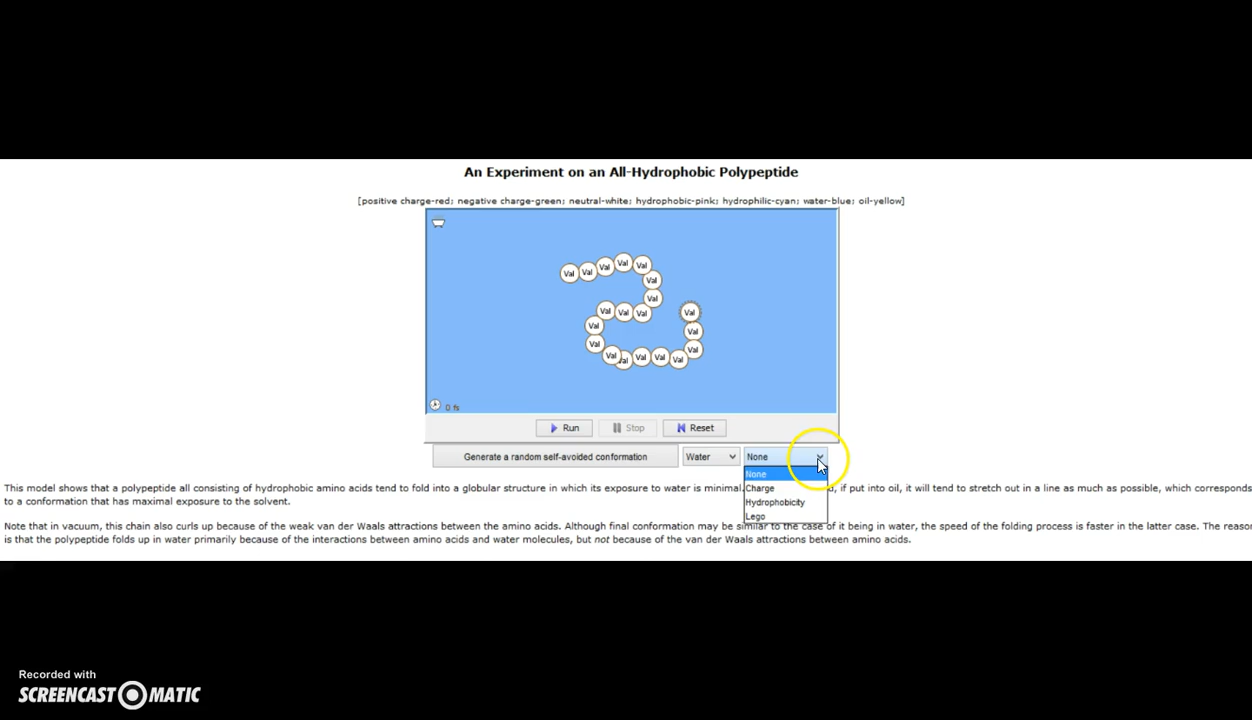 An Experiment on an All-Hydrophobic Polypeptide
[positive charge-red; negative charge-green; neutral-white; hydrophobic-pink; hydrophilic-cyan; water-blue; oil-yellow]
Val Val Val Val Val
Val
Val
Val Val Val Val
Val Val
Val Val
Val Val Val Val Val
0 fs
Run Stop Reset
Generate a random self-avoided conformation Water None
None
This model shows that a polypeptide all consisting of hydrophobic amino acids tend to fold into a globular structure in which its exposure to water is minimal. Charge if put into oil, it will tend to stretch out in a line as much as possible, which corresponds
to a conformation that has maximal exposure to the solvent. Hydrophobicity
Lego
Note that in vacuum, this chain also curls up because of the weak van der Waals attractions between the amino acids. Although final conformation may be similar to the case of it being in water, the speed of the folding process is faster in the latter case. The reason
is that the polypeptide folds up in water primarily because of the interactions between amino acids and water molecules, but not because of the van der Waals attractions between amino acids.
Recorded with
SCREENCAST MATIC